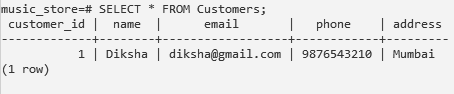 music_store=# SELECT * FROM Customers;
 customer_id |  name  |      email       |   phone    | address
-------------+--------+------------------+------------+---------
           1 | Diksha | diksha@gmail.com | 9876543210 | Mumbai
(1 row)